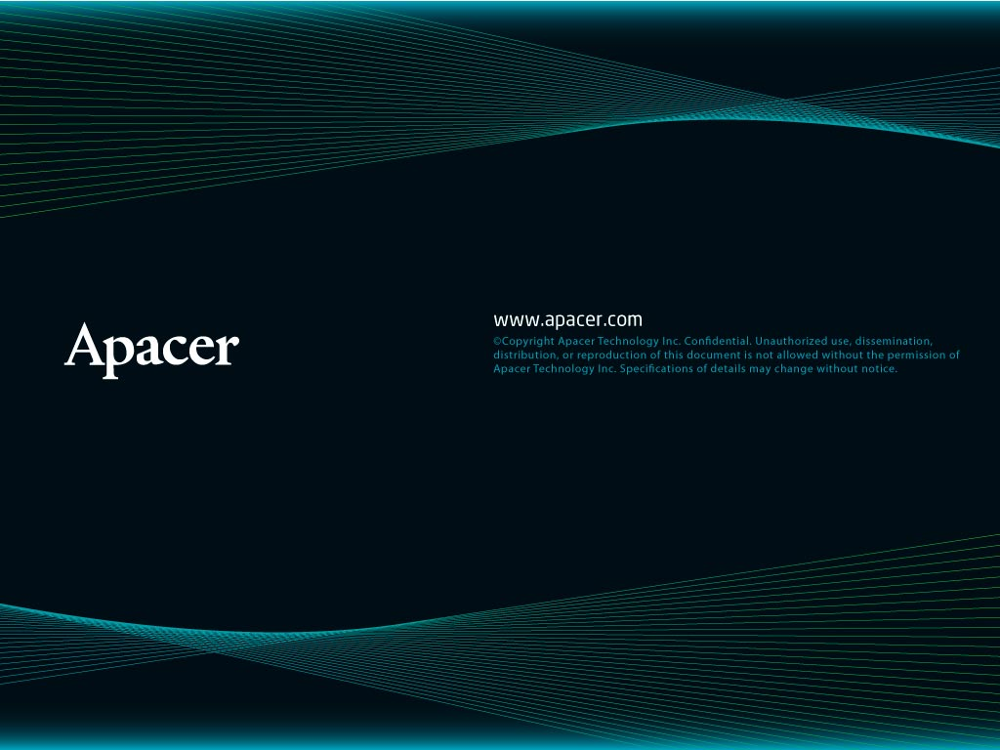 Apacer
www.apacer.com
©Copyright Apacer Technology Inc. Confidential. Unauthorized use, dissemination,
distribution, or reproduction of this document is not allowed without the permission of
Apacer Technology Inc. Specifications of details may change without notice.